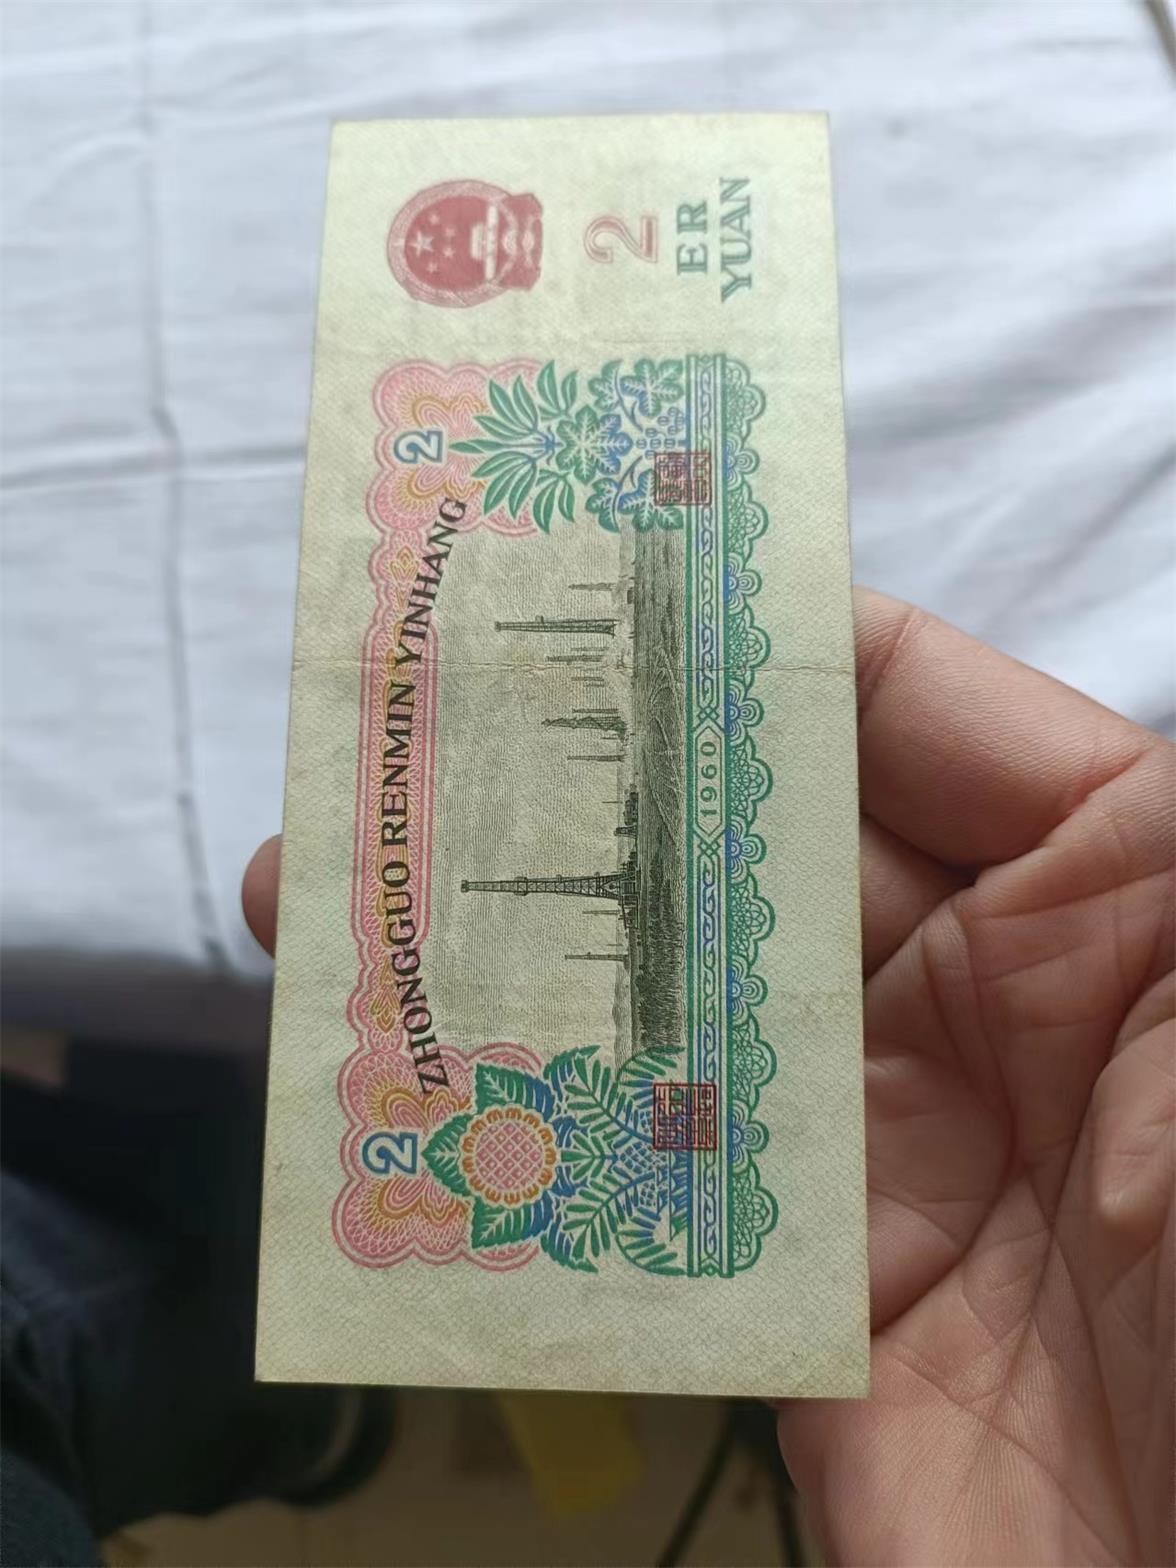 ZHONGGUO RENMIN YINHANG
2
2
2
ER
YUAN
1960